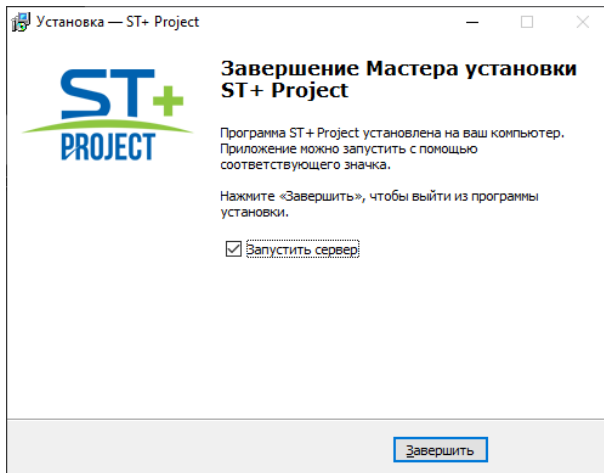 Установка — ST+ Project
ST+
PROJECT
Завершение Мастера установки
ST+ Project
Программа ST+ Project установлена на ваш компьютер.
Приложение можно запустить с помощью
соответствующего значка.
Нажмите «Завершить», чтобы выйти из программы
установки.
Запустить сервер
Завершить